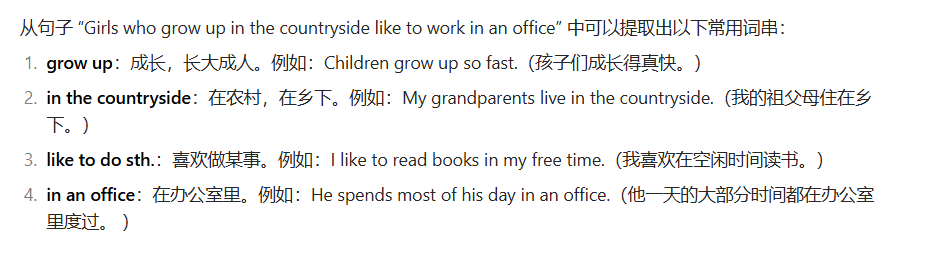 从句子 “Girls who grow up in the countryside like to work in an office” 中可以提取出以下常用词串：
1. grow up：成长，长大成人。例如：Children grow up so fast.（孩子们成长得真快。）
2. in the countryside：在农村，在乡下。例如：My grandparents live in the countryside.（我的祖父母住在乡
下。）
3. like to do sth.：喜欢做某事。例如：I like to read books in my free time.（我喜欢在空闲时间读书。）
4. in an office：在办公室里。例如：He spends most of his day in an office.（他一天的大部分时间都在办公室
里度过。 ）